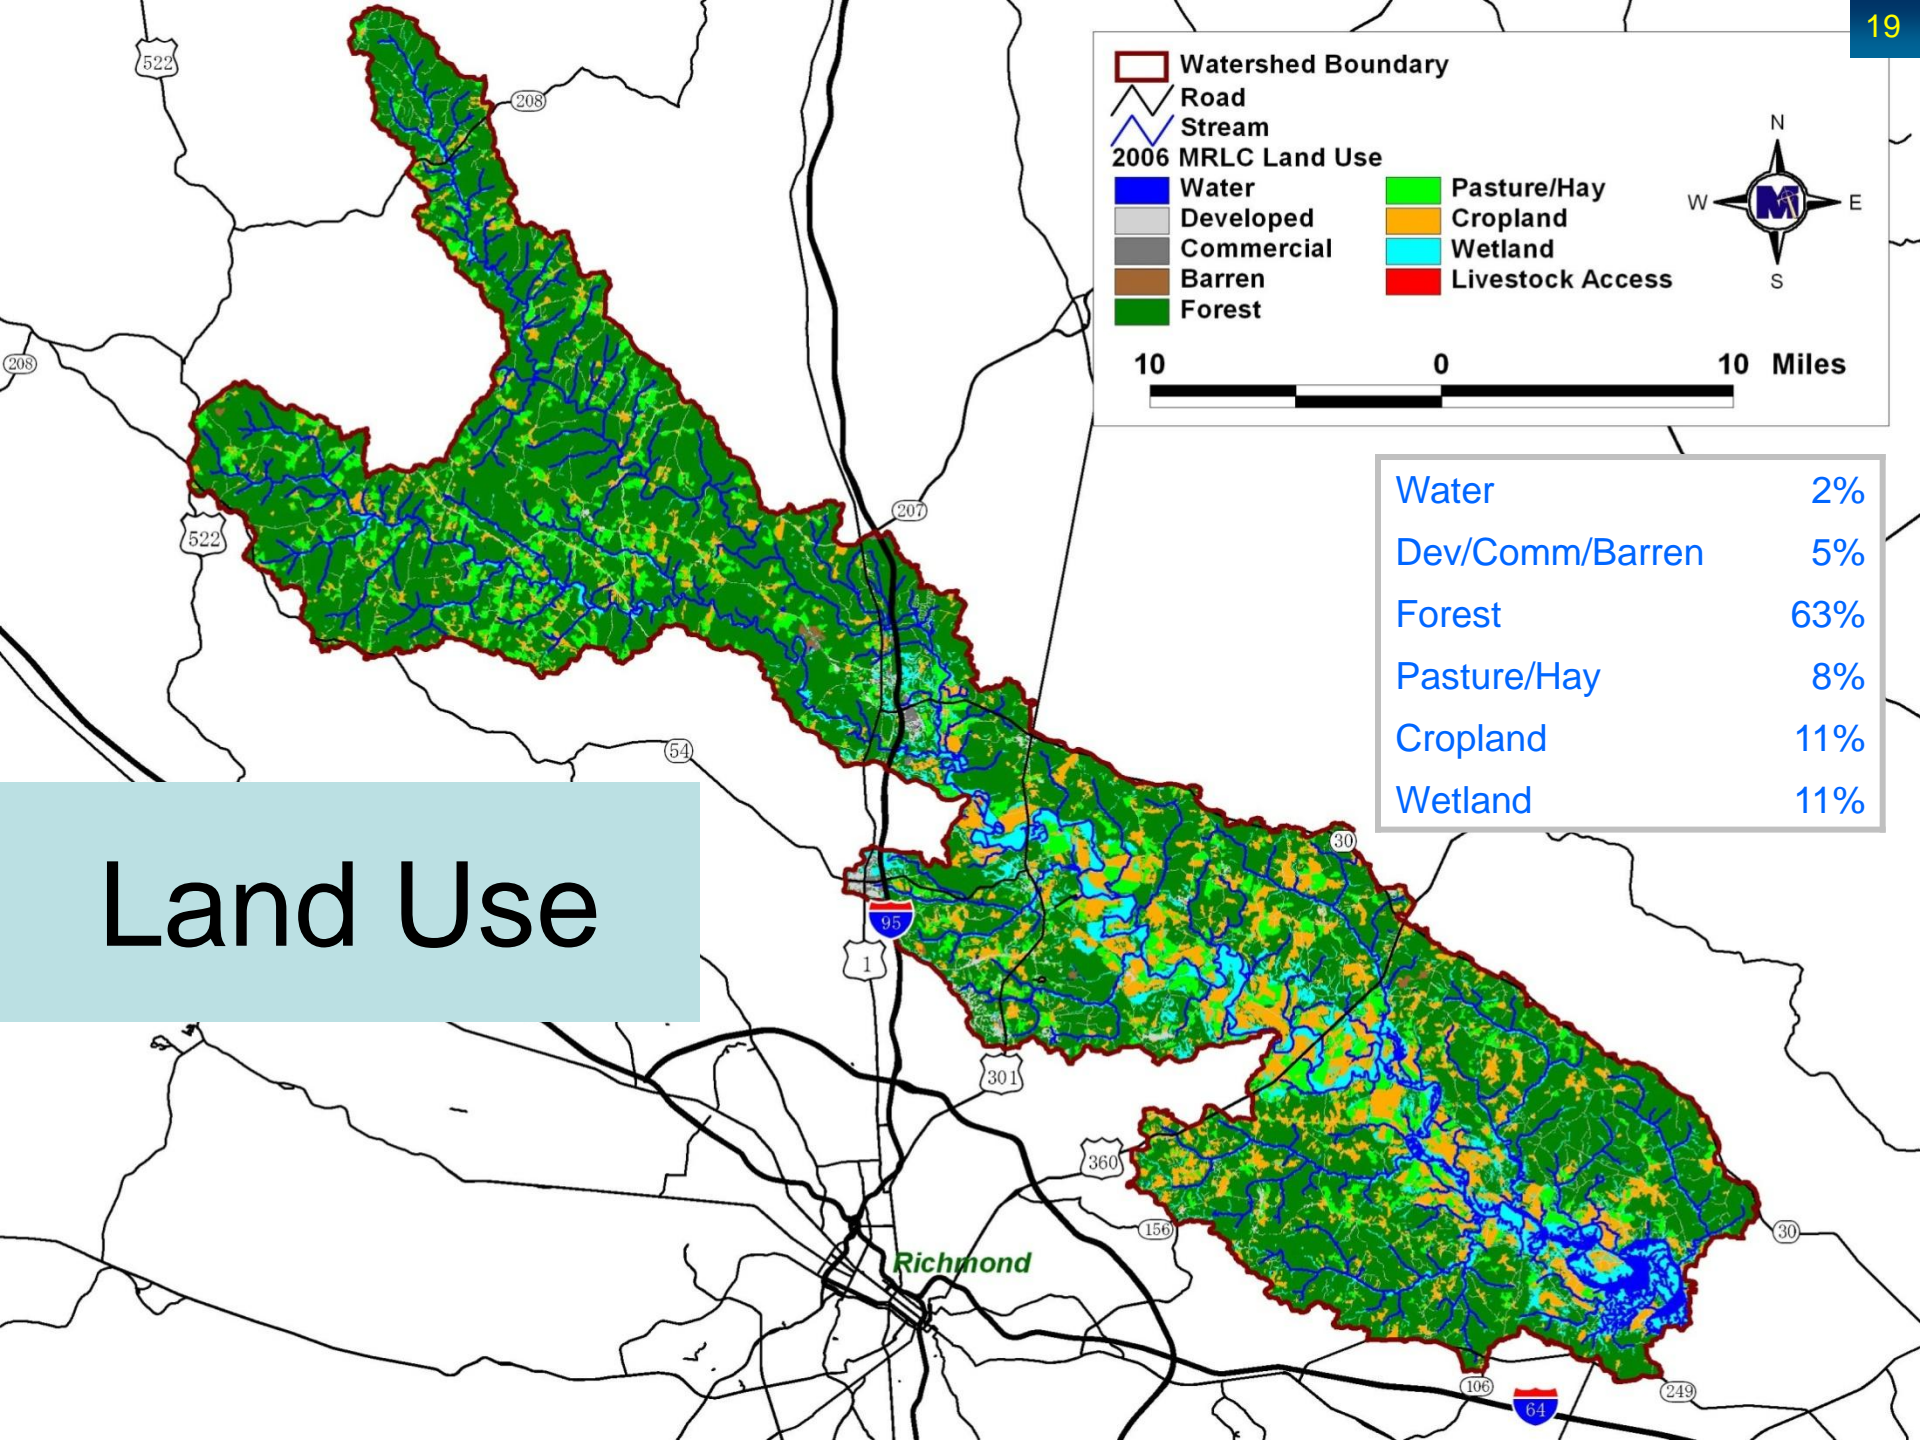 19
522
208
Watershed Boundary
Road
Stream
2006 MRLC Land Use
Water
Developed
Commercial
Barren
Forest
Pasture/Hay
Cropland
Wetland
Livestock Access
N
W
E
S
M
10 0 10 Miles
208
522
207
Water 2%
Dev/Comm/Barren 5%
Forest 63%
Pasture/Hay 8%
Cropland 11%
Wetland 11%
54
30
Land Use
95
1
301
360
156
30
Richmond
106
64
249